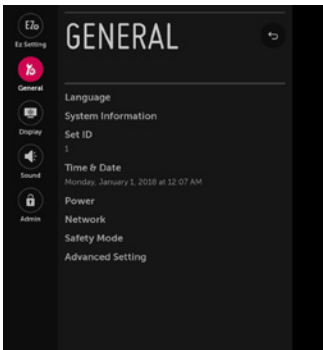 EZ
Ez Setting
General
Display
Sound
Admin
GENERAL
Language
System Information
Set ID
1
Time & Date
Monday, January 1, 2018 at 12:07 AM
Power
Network
Safety Mode
Advanced Setting